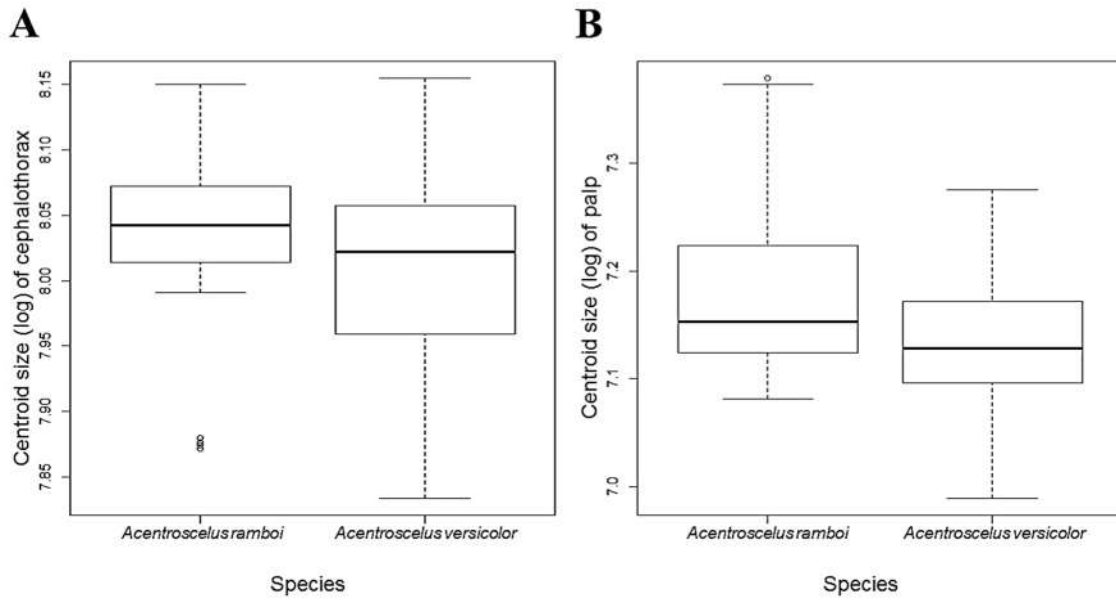 A
Centroid size (log) of cephalothorax
8.15
8.10
8.05
8.00
7.95
7.90
7.85
Acentroscelus ramboi
Acentroscelus versicolor
Species
B
Centroid size (log) of palp
7.3
7.2
7.1
7.0
Acentroscelus ramboi
Acentroscelus versicolor
Species